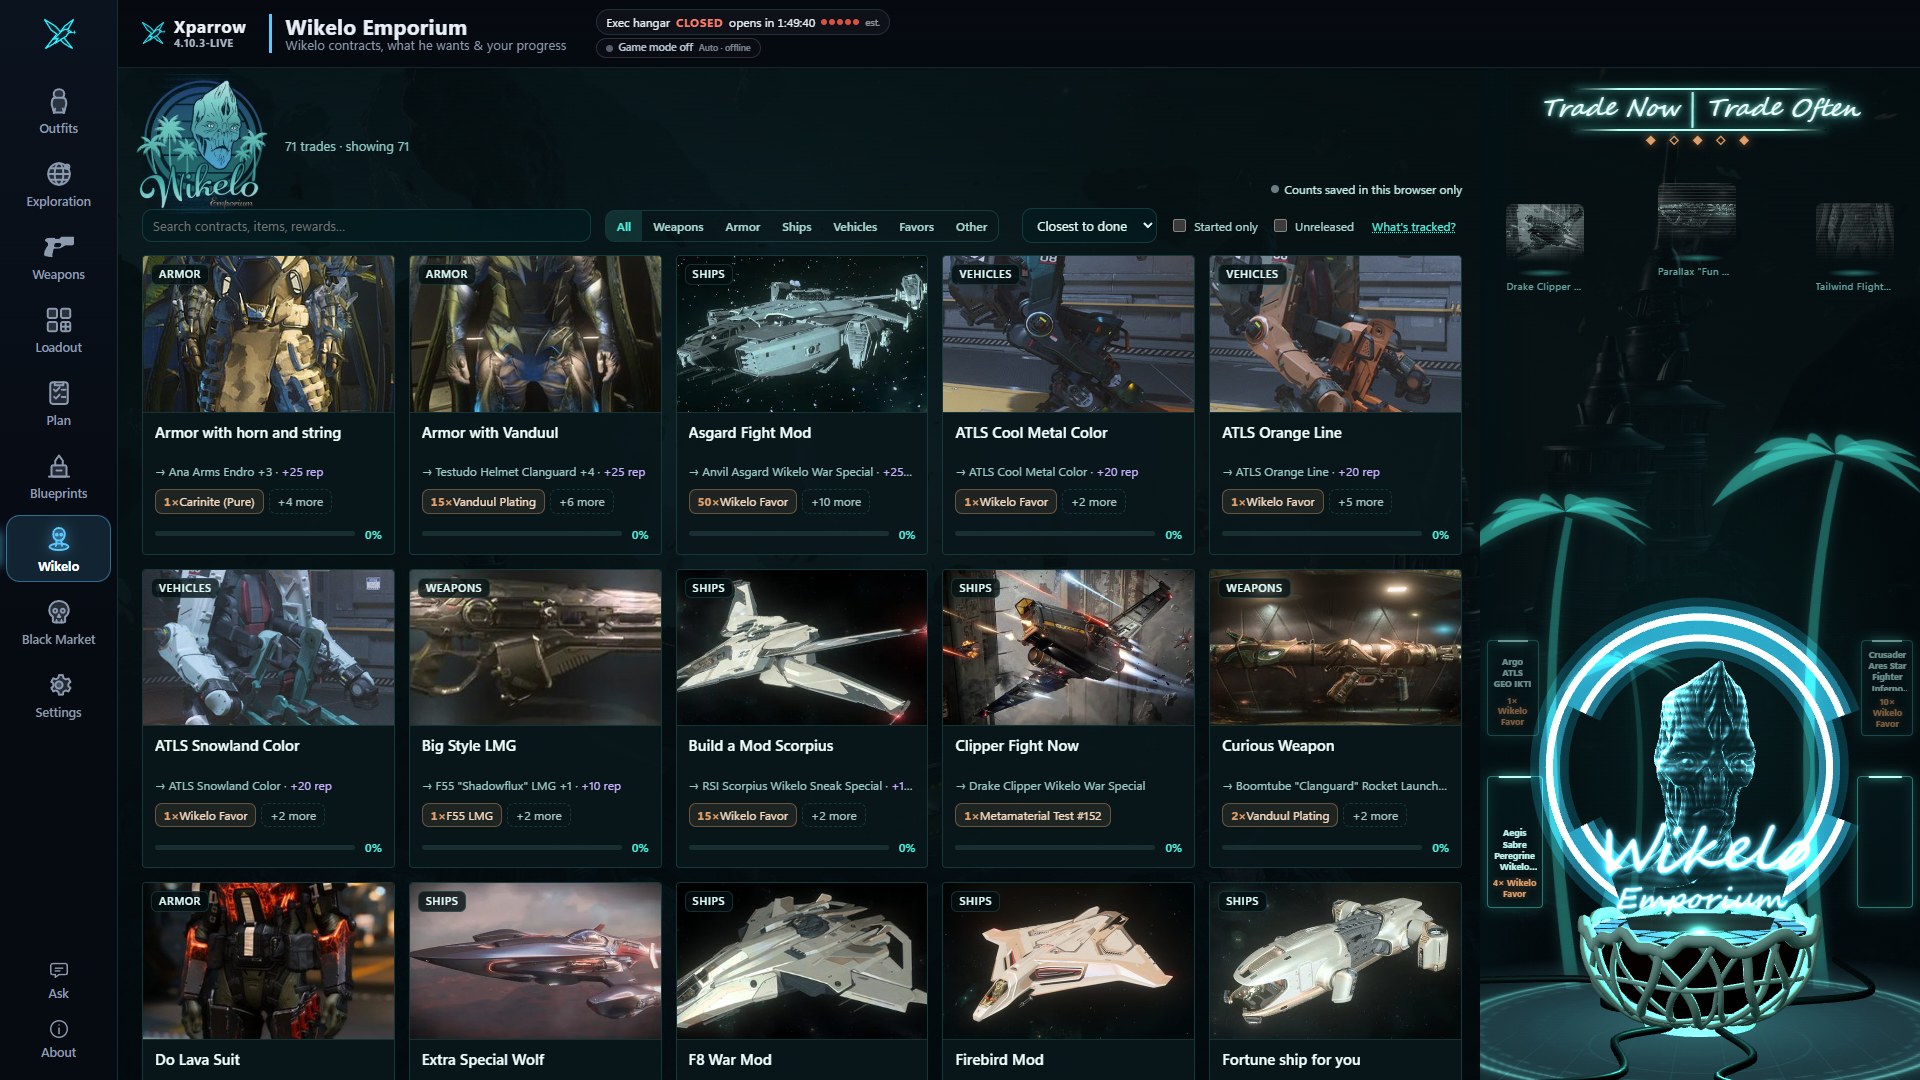 Xparrow
4.10.3-LIVE
Wikelo Emporium
Wikelo contracts, what he wants & your progress
Exec hangar CLOSED opens in 1:49:40 est.
Game mode off Auto · offline
Outfits
Exploration
Weapons
Loadout
Plan
Blueprints
Wikelo
Black Market
Settings
Ask
About
Wikelo
Emporium
71 trades · showing 71
Counts saved in this browser only
Search contracts, items, rewards...
All Weapons Armor Ships Vehicles Favors Other
Closest to done
Started only
Unreleased
What's tracked?
ARMOR
Armor with horn and string
→ Ana Arms Endro +3 · +25 rep
1×Carinite (Pure) +4 more
0%
ARMOR
Armor with Vanduul
→ Testudo Helmet Clanguard +4 · +25 rep
15×Vanduul Plating +6 more
0%
SHIPS
Asgard Fight Mod
→ Anvil Asgard Wikelo War Special · +25...
50×Wikelo Favor +10 more
0%
VEHICLES
ATLS Cool Metal Color
→ ATLS Cool Metal Color · +20 rep
1×Wikelo Favor +2 more
0%
VEHICLES
ATLS Orange Line
→ ATLS Orange Line · +20 rep
1×Wikelo Favor +5 more
0%
VEHICLES
ATLS Snowland Color
→ ATLS Snowland Color · +20 rep
1×Wikelo Favor +2 more
0%
WEAPONS
Big Style LMG
→ F55 "Shadowflux" LMG +1 · +10 rep
1×F55 LMG +2 more
0%
SHIPS
Build a Mod Scorpius
→ RSI Scorpius Wikelo Sneak Special · +1...
15×Wikelo Favor +2 more
0%
SHIPS
Clipper Fight Now
→ Drake Clipper Wikelo War Special
1×Metamaterial Test #152
0%
WEAPONS
Curious Weapon
→ Boomtube "Clanguard" Rocket Launch...
2×Vanduul Plating +2 more
0%
ARMOR
Do Lava Suit
SHIPS
Extra Special Wolf
SHIPS
F8 War Mod
SHIPS
Firebird Mod
SHIPS
Fortune ship for you
Trade Now | Trade Often
Drake Clipper ...
Parallax "Fun ...
Tailwind Flight...
Argo
ATLS
GEO IKTI
1×
Wikelo
Favor
Crusader
Ares Star
Fighter
Inferno...
10×
Wikelo
Favor
Aegis
Sabre
Peregrine
Wikelo...
4× Wikelo
Favor
Wikelo
Emporium